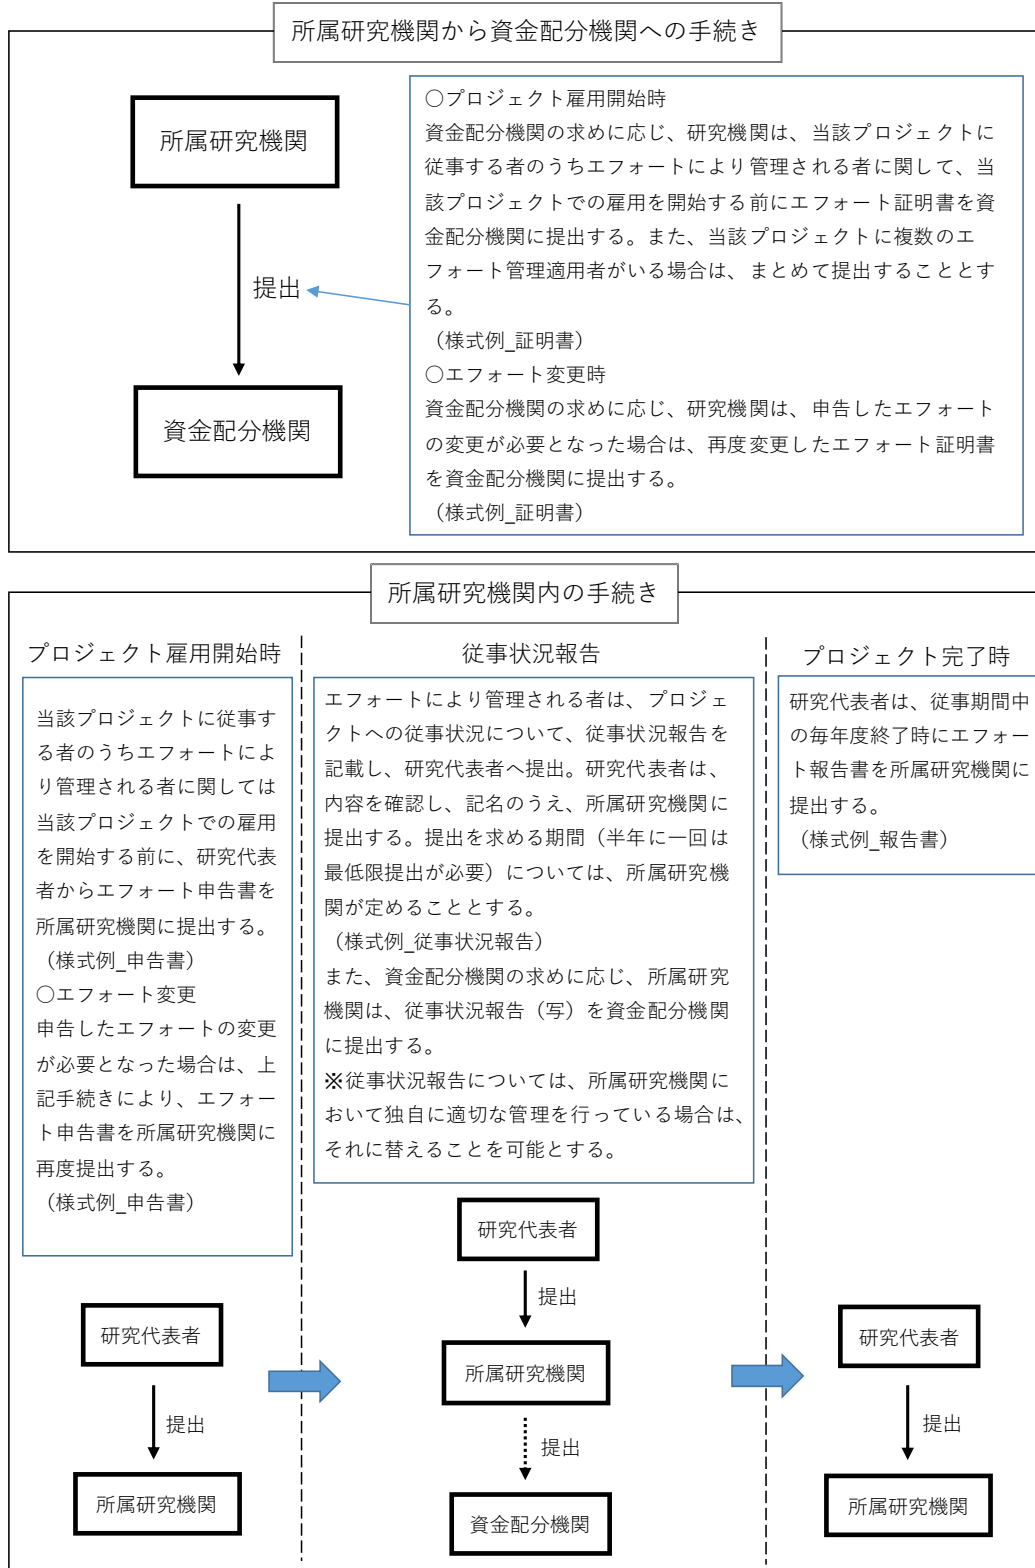 所属研究機関から資金配分機関への手続き
所属研究機関
提出
資金配分機関
○プロジェクト雇用開始時
資金配分機関の求めに応じ、研究機関は、当該プロジェクトに
従事する者のうちエフォートにより管理される者に関して、当
該プロジェクトでの雇用を開始する前にエフォート証明書を資
金配分機関に提出する。また、当該プロジェクトに複数のエ
フォート管理適用者がいる場合は、まとめて提出することとす
る。
（様式例_証明書）
○エフォート変更時
資金配分機関の求めに応じ、研究機関は、申告したエフォート
の変更が必要となった場合は、再度変更したエフォート証明書
を資金配分機関に提出する。
（様式例_証明書）
所属研究機関内の手続き
プロジェクト雇用開始時
当該プロジェクトに従事す
る者のうちエフォートによ
り管理される者に関しては
当該プロジェクトでの雇用
を開始する前に、研究代表
者からエフォート申告書を
所属研究機関に提出する。
（様式例_申告書）
○エフォート変更
申告したエフォートの変更
が必要となった場合は、上
記手続きにより、エフォー
ト申告書を所属研究機関に
再度提出する。
（様式例_申告書）
研究代表者
提出
所属研究機関
従事状況報告
エフォートにより管理される者は、プロジェ
クトへの従事状況について、従事状況報告を
記載し、研究代表者へ提出。研究代表者は、
内容を確認し、記名のうえ、所属研究機関に
提出する。提出を求める期間（半年に一回は
最低限提出が必要）については、所属研究機
関が定めることとする。
（様式例_従事状況報告）
また、資金配分機関の求めに応じ、所属研究
機関は、従事状況報告（写）を資金配分機関
に提出する。
※従事状況報告については、所属研究機関に
おいて独自に適切な管理を行っている場合は、
それに替えることを可能とする。
研究代表者
提出
所属研究機関
提出
資金配分機関
プロジェクト完了時
研究代表者は、従事期間中
の毎年度終了時にエフォー
ト報告書を所属研究機関に
提出する。
（様式例_報告書）
研究代表者
提出
所属研究機関